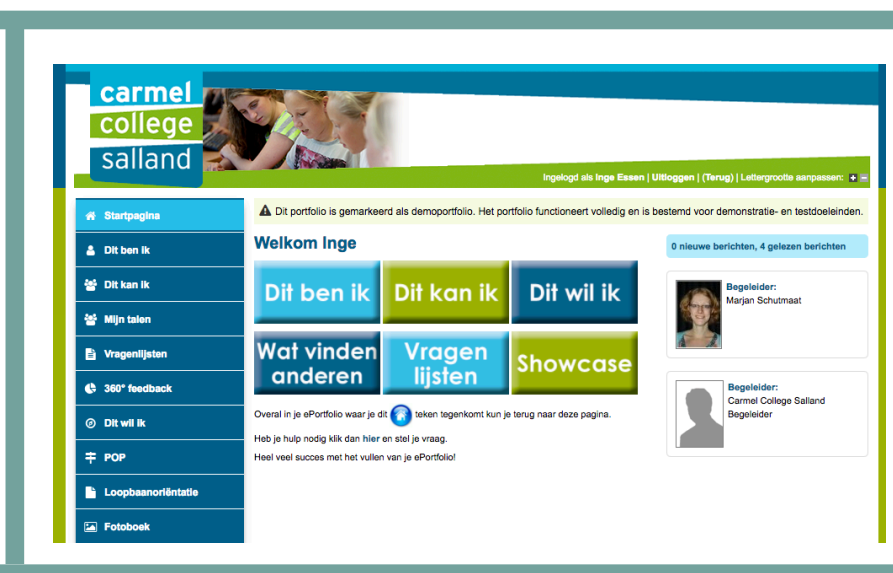 carmel
college
salland
Ingelogd als Inge Essen | Uitloggen | (Terug) | Lettergrootte aanpassen:
Startpagina
Dit ben ik
Dit kan ik
Mijn talen
Vragenlijsten
360° feedback
Dit wil ik
POP
Loopbaanoriëntatie
Fotoboek
Dit portfolio is gemarkeerd als demoportfolio. Het portfolio functioneert volledig en is bestemd voor demonstratie- en testdoeleinden.
Welkom Inge
Dit ben ik
Dit kan ik
Dit wil ik
Wat vinden
anderen
Vragen
lijsten
Showcase
Overal in je ePortfolio waar je dit teken tegenkomt kun je terug naar deze pagina.
Heb je hulp nodig klik dan hier en stel je vraag.
Heel veel succes met het vullen van je ePortfolio!
0 nieuwe berichten, 4 gelezen berichten
Begeleider:
Marjan Schutmaat
Begeleider:
Carmel College Salland
Begeleider